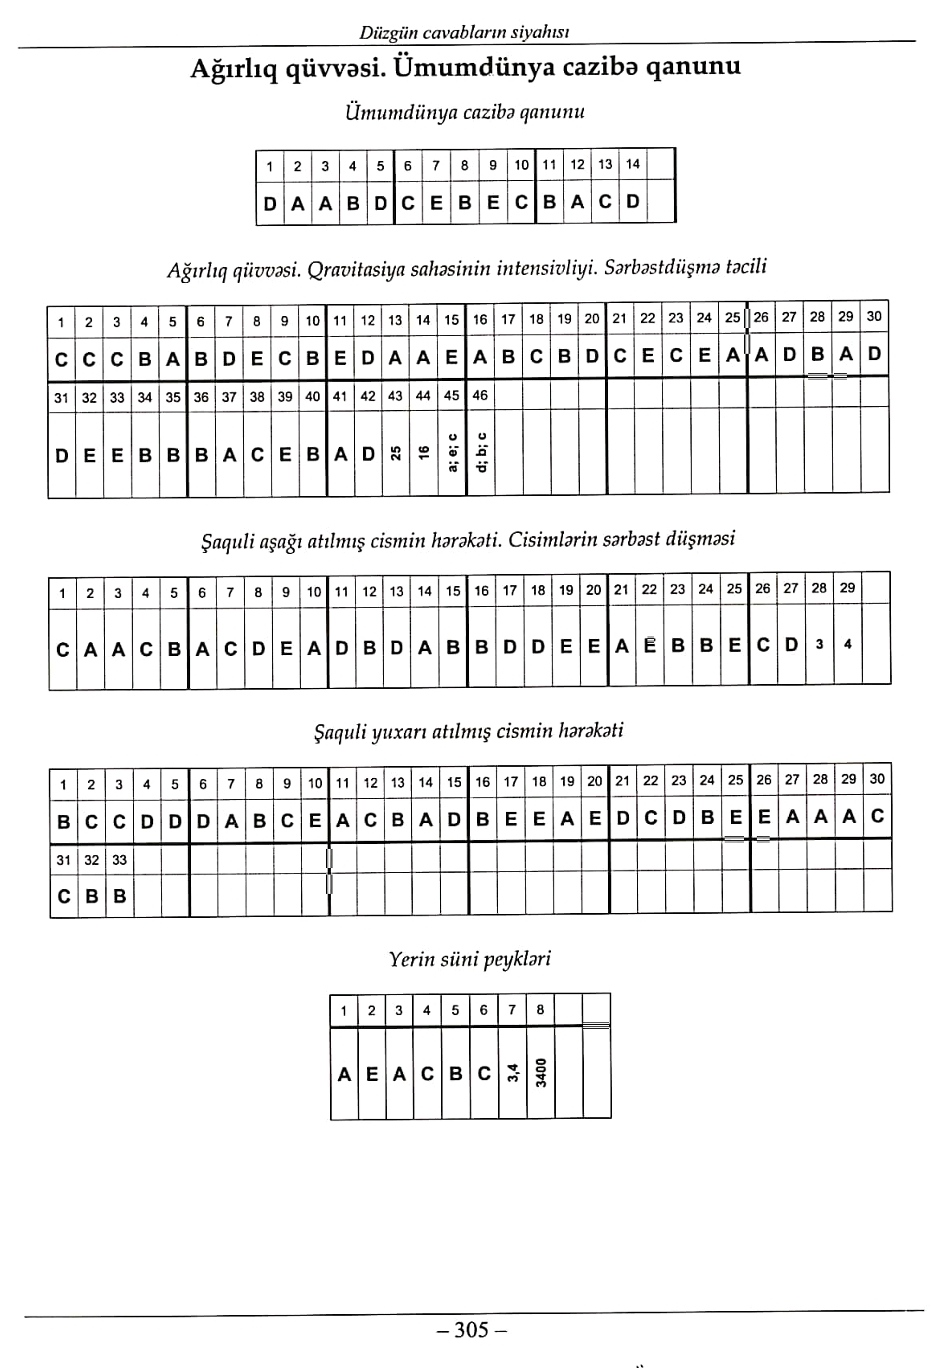 Düzgün cavabların siyahısı
Ağırlıq qüvvəsi. Ümumdünya cazibə qanunu
Ümumdünya cazibə qanunu
1 2 3 4 5 6 7 8 9 10 11 12 13 14
D A A B D C E B E C B A C D
Ağırlıq qüvvəsi. Qravitasiya sahəsinin intensivliyi. Sərbəstdüşmə təcili
1 2 3 4 5 6 7 8 9 10 11 12 13 14 15 16 17 18 19 20 21 22 23 24 25 26 27 28 29 30
C C C B A B D E C B E D A A E A B C B D C E C E A A D B A D
31 32 33 34 35 36 37 38 39 40 41 42 43 44 45 46
D E E B B B A C E B A D 25 16 a; e; c d; b; c
Şaquli aşağı atılmış cismin hərəkəti. Cisimlərin sərbəst düşməsi
1 2 3 4 5 6 7 8 9 10 11 12 13 14 15 16 17 18 19 20 21 22 23 24 25 26 27 28 29
C A A C B A C D E A D B D A B B D D E E A E B B E C D 3 4
Şaquli yuxarı atılmış cismin hərəkəti
1 2 3 4 5 6 7 8 9 10 11 12 13 14 15 16 17 18 19 20 21 22 23 24 25 26 27 28 29 30
B C C D D D A B C E A C B A D B E E A E D C D B E E A A A C
31 32 33
C B B
Yerin süni peykləri
1 2 3 4 5 6 7 8
A E A C B C 3,4 3400
– 305 –